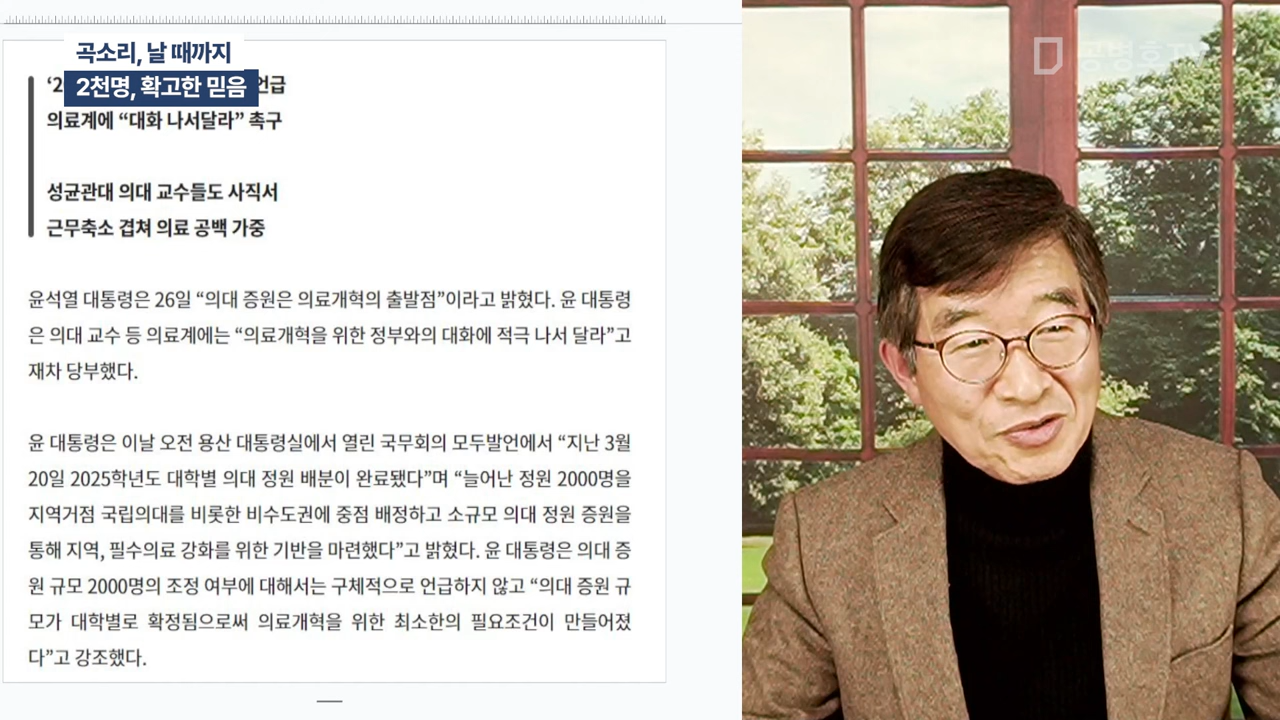 곡소리, 날 때까지
2천명, 확고한 믿음
‘2 언급
의료계에 “대화 나서달라” 촉구
성균관대 의대 교수들도 사직서
근무축소 겹쳐 의료 공백 가중
윤석열 대통령은 26일 “의대 증원은 의료개혁의 출발점”이라고 밝혔다. 윤 대통령
은 의대 교수 등 의료계에는 “의료개혁을 위한 정부와의 대화에 적극 나서 달라”고
재차 당부했다.
윤 대통령은 이날 오전 용산 대통령실에서 열린 국무회의 모두발언에서 “지난 3월
20일 2025학년도 대학별 의대 정원 배분이 완료됐다”며 “늘어난 정원 2000명을
지역거점 국립의대를 비롯한 비수도권에 중점 배정하고 소규모 의대 정원 증원을
통해 지역, 필수의료 강화를 위한 기반을 마련했다”고 밝혔다. 윤 대통령은 의대 증
원 규모 2000명의 조정 여부에 대해서는 구체적으로 언급하지 않고 “의대 증원 규
모가 대학별로 확정됨으로써 의료개혁을 위한 최소한의 필요조건이 만들어졌
다”고 강조했다.
공병호TV